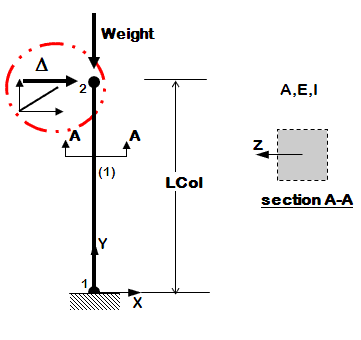 Weight
Δ
2
A,E,I
A A
(1)
Z
LCol
section A-A
Y
1
X